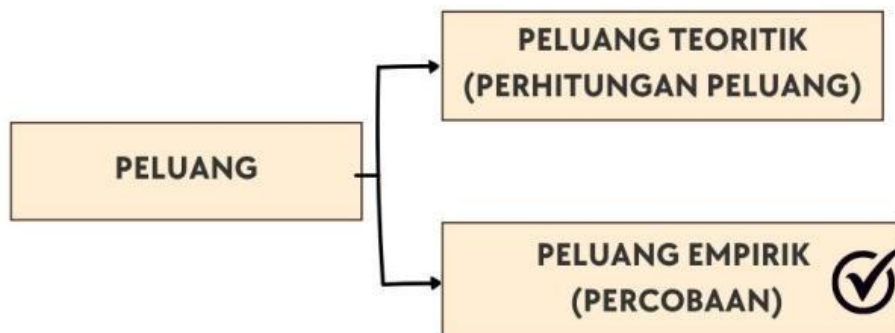 PELUANG TEORITIK
(PERHITUNGAN PELUANG)
PELUANG
PELUANG EMPIRIK
(PERCOBAAN)